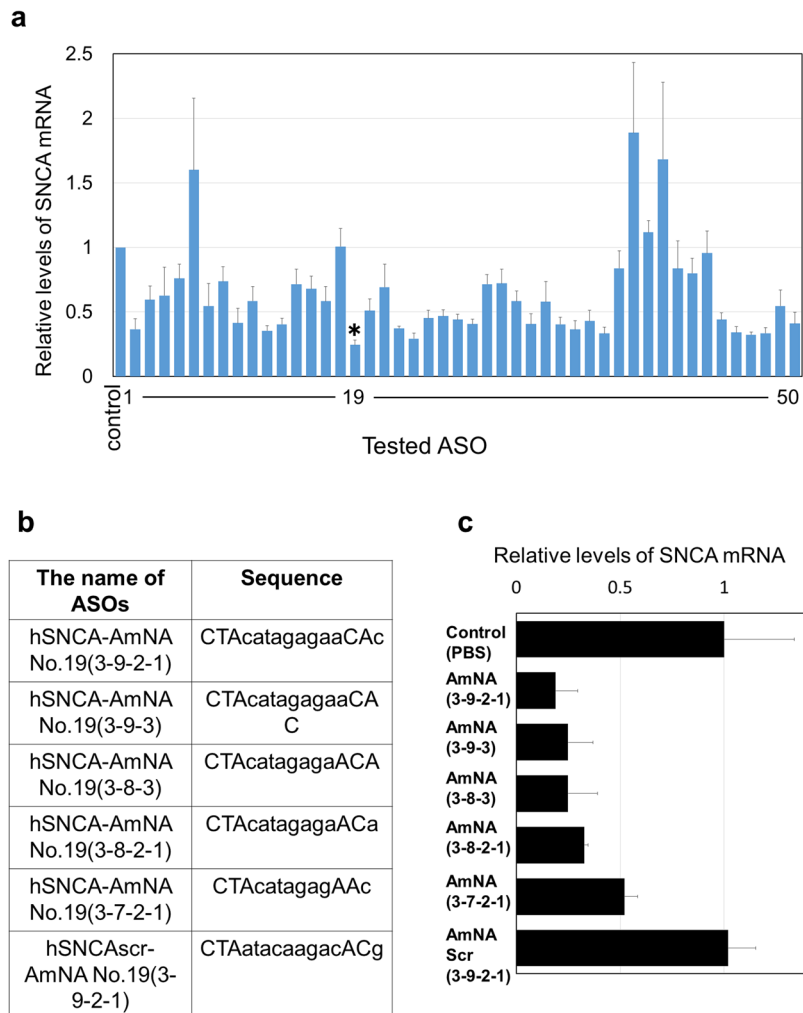 a
2.5
2
1.5
1
0.5
0
Relative levels of SNCA mRNA
*
control
1
19
50
Tested ASO
b
The name of
ASOs
Sequence
hSNCA-AmNA
No.19(3-9-2-1)
CTAcatagagaaCAc
hSNCA-AmNA
No.19(3-9-3)
CTAcatagagaaCA
C
hSNCA-AmNA
No.19(3-8-3)
CTAcatagagaACA
hSNCA-AmNA
No.19(3-8-2-1)
CTAcatagagaACa
hSNCA-AmNA
No.19(3-7-2-1)
CTAcatagagAAc
hSNCAscr-
AmNA No.19(3-
9-2-1)
CTAatacaagacACg
c
Relative levels of SNCA mRNA
0
0.5
1
Control
(PBS)
AmNA
(3-9-2-1)
AmNA
(3-9-3)
AmNA
(3-8-3)
AmNA
(3-8-2-1)
AmNA
(3-7-2-1)
AmNA
Scr
(3-9-2-1)